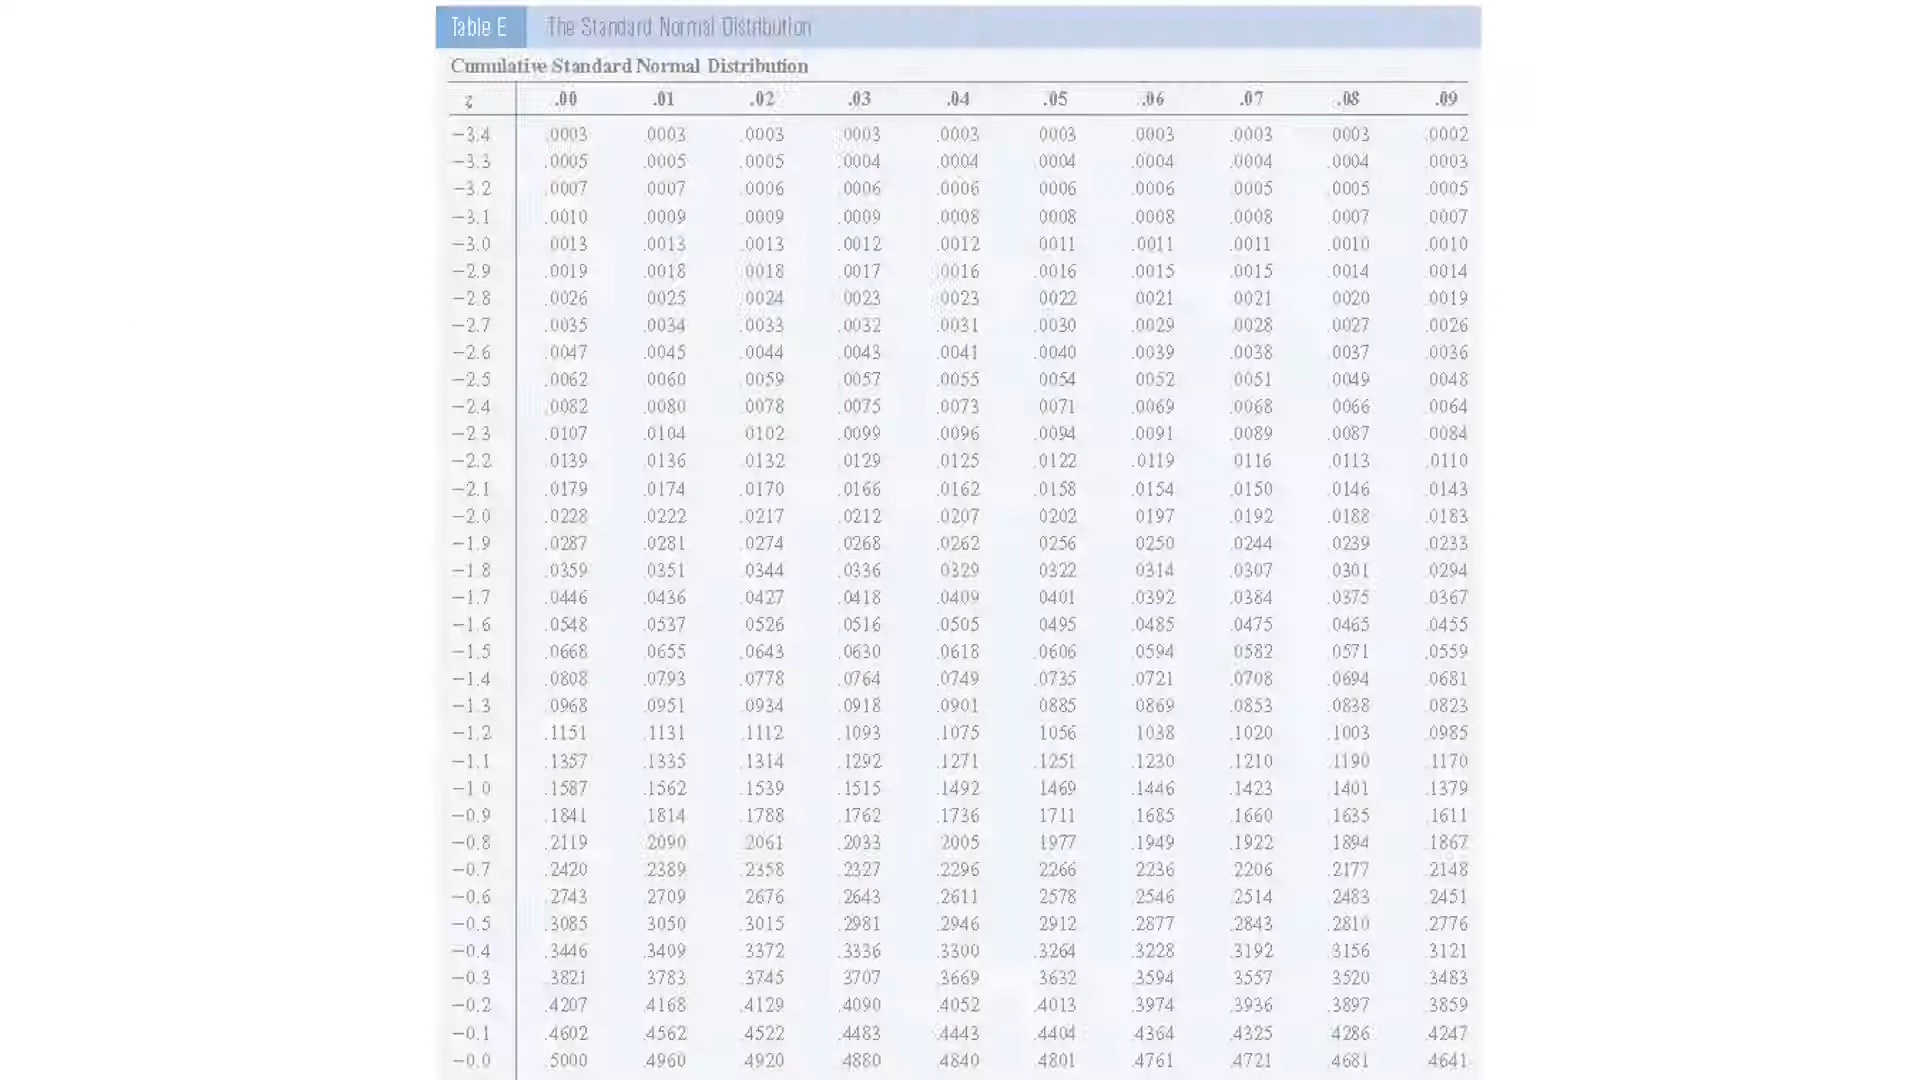 Table E The Standard Normal Distribution
Cumulative Standard Normal Distribution
z .00 .01 .02 .03 .04 .05 .06 .07 .08 .09
−3.4 .0003 .0003 .0003 .0003 .0003 .0003 .0003 .0003 .0003 .0002
−3.3 .0005 .0005 .0005 .0004 .0004 .0004 .0004 .0004 .0004 .0003
−3.2 .0007 .0007 .0006 .0006 .0006 .0006 .0006 .0005 .0005 .0005
−3.1 .0010 .0009 .0009 .0009 .0008 .0008 .0008 .0008 .0007 .0007
−3.0 .0013 .0013 .0013 .0012 .0012 .0011 .0011 .0011 .0010 .0010
−2.9 .0019 .0018 .0018 .0017 .0016 .0016 .0015 .0015 .0014 .0014
−2.8 .0026 .0025 .0024 .0023 .0023 .0022 .0021 .0021 .0020 .0019
−2.7 .0035 .0034 .0033 .0032 .0031 .0030 .0029 .0028 .0027 .0026
−2.6 .0047 .0045 .0044 .0043 .0041 .0040 .0039 .0038 .0037 .0036
−2.5 .0062 .0060 .0059 .0057 .0055 .0054 .0052 .0051 .0049 .0048
−2.4 .0082 .0080 .0078 .0075 .0073 .0071 .0069 .0068 .0066 .0064
−2.3 .0107 .0104 .0102 .0099 .0096 .0094 .0091 .0089 .0087 .0084
−2.2 .0139 .0136 .0132 .0129 .0125 .0122 .0119 .0116 .0113 .0110
−2.1 .0179 .0174 .0170 .0166 .0162 .0158 .0154 .0150 .0146 .0143
−2.0 .0228 .0222 .0217 .0212 .0207 .0202 .0197 .0192 .0188 .0183
−1.9 .0287 .0281 .0274 .0268 .0262 .0256 .0250 .0244 .0239 .0233
−1.8 .0359 .0351 .0344 .0336 .0329 .0322 .0314 .0307 .0301 .0294
−1.7 .0446 .0436 .0427 .0418 .0409 .0401 .0392 .0384 .0375 .0367
−1.6 .0548 .0537 .0526 .0516 .0505 .0495 .0485 .0475 .0465 .0455
−1.5 .0668 .0655 .0643 .0630 .0618 .0606 .0594 .0582 .0571 .0559
−1.4 .0808 .0793 .0778 .0764 .0749 .0735 .0721 .0708 .0694 .0681
−1.3 .0968 .0951 .0934 .0918 .0901 .0885 .0869 .0853 .0838 .0823
−1.2 .1151 .1131 .1112 .1093 .1075 .1056 .1038 .1020 .1003 .0985
−1.1 .1357 .1335 .1314 .1292 .1271 .1251 .1230 .1210 .1190 .1170
−1.0 .1587 .1562 .1539 .1515 .1492 .1469 .1446 .1423 .1401 .1379
−0.9 .1841 .1814 .1788 .1762 .1736 .1711 .1685 .1660 .1635 .1611
−0.8 .2119 .2090 .2061 .2033 .2005 .1977 .1949 .1922 .1894 .1867
−0.7 .2420 .2389 .2358 .2327 .2296 .2266 .2236 .2206 .2177 .2148
−0.6 .2743 .2709 .2676 .2643 .2611 .2578 .2546 .2514 .2483 .2451
−0.5 .3085 .3050 .3015 .2981 .2946 .2912 .2877 .2843 .2810 .2776
−0.4 .3446 .3409 .3372 .3336 .3300 .3264 .3228 .3192 .3156 .3121
−0.3 .3821 .3783 .3745 .3707 .3669 .3632 .3594 .3557 .3520 .3483
−0.2 .4207 .4168 .4129 .4090 .4052 .4013 .3974 .3936 .3897 .3859
−0.1 .4602 .4562 .4522 .4483 .4443 .4404 .4364 .4325 .4286 .4247
−0.0 .5000 .4960 .4920 .4880 .4840 .4801 .4761 .4721 .4681 .4641